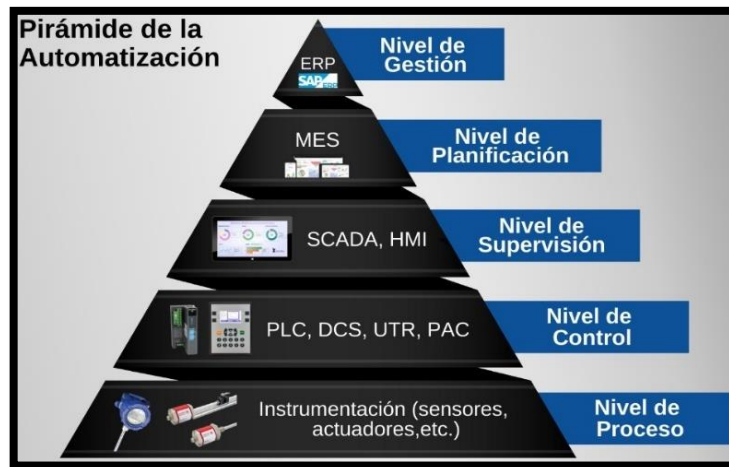 Pirámide de la
Automatización
ERP
SAP ERP
Nivel de
Gestión
MES
Nivel de
Planificación
SCADA, HMI
Nivel de
Supervisión
PLC, DCS, UTR, PAC
Nivel de
Control
Instrumentación (sensores,
actuadores,etc.)
Nivel de
Proceso